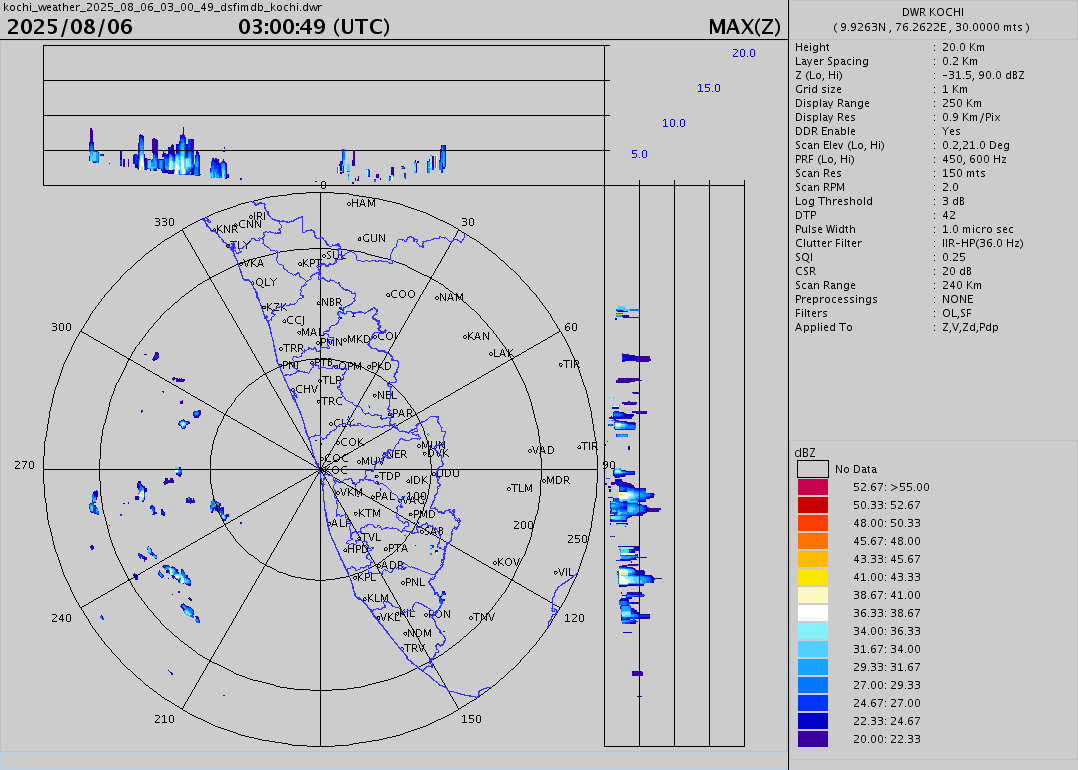 kochi_weather_2025_08_06_03_00_49_dsfimdb_kochi.dwr
2025/08/06 03:00:49 (UTC) MAX(Z)
20.0
15.0
10.0
5.0
DWR KOCHI
( 9.9263N , 76.2622E , 30.0000 mts )
Height : 20.0 Km
Layer Spacing : 0.2 Km
Z (Lo, Hi) : -31.5, 90.0 dBZ
Grid size : 1 Km
Display Range : 250 Km
Display Res : 0.9 Km/Pix
DDR Enable : Yes
Scan Elev (Lo, Hi) : 0.2,21.0 Deg
PRF (Lo, Hi) : 450, 600 Hz
Scan Res : 150 mts
Scan RPM : 2.0
Log Threshold : 3 dB
DTP : 42
Pulse Width : 1.0 micro sec
Clutter Filter : IIR-HP(36.0 Hz)
SQI : 0.25
CSR : 20 dB
Scan Range : 240 Km
Preprocessings : NONE
Filters : OL,SF
Applied To : Z,V,Zd,Pdp
0
330
30
300
60
270
90
240
120
210
150
100
200
250
HAM
IRI
CNN
KNR
TLY
GUN
SUL
VKA
KPT
QLY
COO
NAM
NBR
KZK
CCJ
MAL
PMN
MKD
COI
KAN
TRR
LAK
PNI
PTB
OPM
PKD
TIR
TLP
CHV
TRC
NEL
PAR
CLY
COK
MUN
TIR
VAD
DVK
NER
COC
MUV
KOC
TDP
UDU
IDK
MDR
TLM
VKM
PAL
VAG
KTM
PMD
ALP
SAB
TVL
HPD
PTA
KOV
ADR
VIL
KPL
PNL
KLM
KIL
PON
VKL
TNV
NDM
TRV
dBZ
No Data
52.67: >55.00
50.33: 52.67
48.00: 50.33
45.67: 48.00
43.33: 45.67
41.00: 43.33
38.67: 41.00
36.33: 38.67
34.00: 36.33
31.67: 34.00
29.33: 31.67
27.00: 29.33
24.67: 27.00
22.33: 24.67
20.00: 22.33